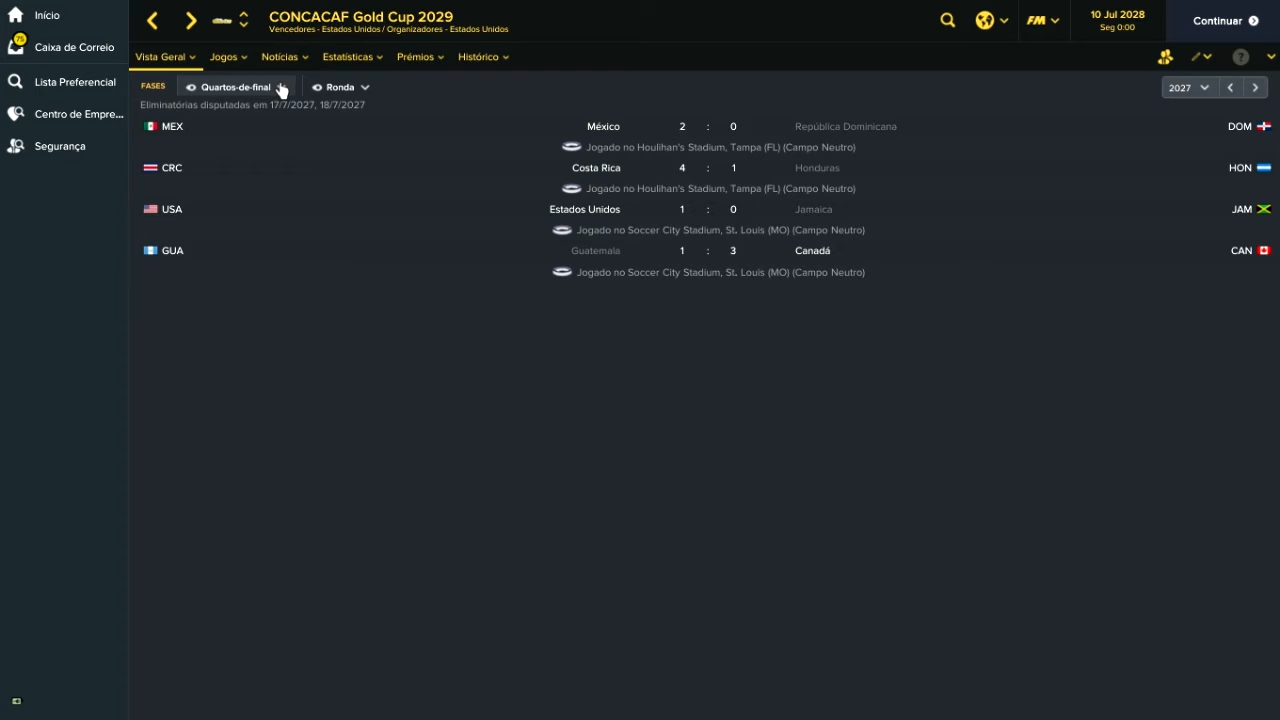 Início
75
Caixa de Correio
Lista Preferencial
Centro de Empre...
Segurança
CONCACAF Gold Cup 2029
Vencedores - Estados Unidos / Organizadores - Estados Unidos
FM
10 Jul 2028
Seg 0:00
Continuar
Vista Geral
Jogos
Notícias
Estatísticas
Prémios
Histórico
?
FASES
Quartos-de-final
Ronda
2027
Eliminatórias disputadas em 17/7/2027, 18/7/2027
MEX México 2 : 0 República Dominicana DOM
Jogado no Houlihan's Stadium, Tampa (FL) (Campo Neutro)
CRC Costa Rica 4 : 1 Honduras HON
Jogado no Houlihan's Stadium, Tampa (FL) (Campo Neutro)
USA Estados Unidos 1 : 0 Jamaica JAM
Jogado no Soccer City Stadium, St. Louis (MO) (Campo Neutro)
GUA Guatemala 1 : 3 Canadá CAN
Jogado no Soccer City Stadium, St. Louis (MO) (Campo Neutro)